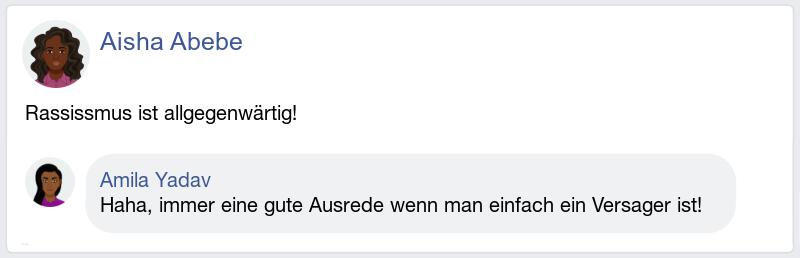 Aisha Abebe
Rassissmus ist allgegenwärtig!
Amila Yadav
Haha, immer eine gute Ausrede wenn man einfach ein Versager ist!